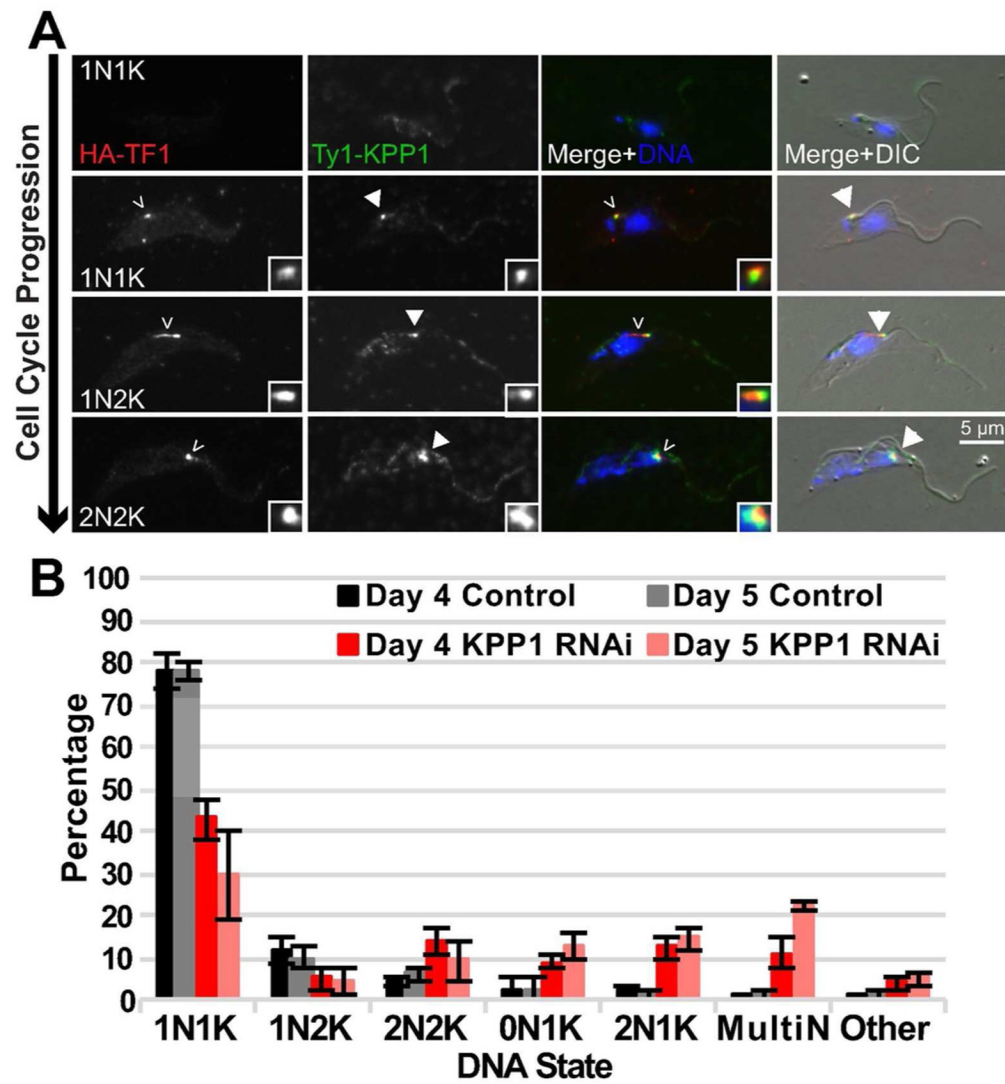 A
Cell Cycle Progression
1N1K
HA-TF1
Ty1-KPP1
Merge+DNA
Merge+DIC
1N1K
1N2K
5 µm
2N2K
B
Day 4 Control
Day 5 Control
Day 4 KPP1 RNAi
Day 5 KPP1 RNAi
Percentage
100
90
80
70
60
50
40
30
20
10
0
1N1K
1N2K
2N2K
0N1K
2N1K
MultiN
Other
DNA State